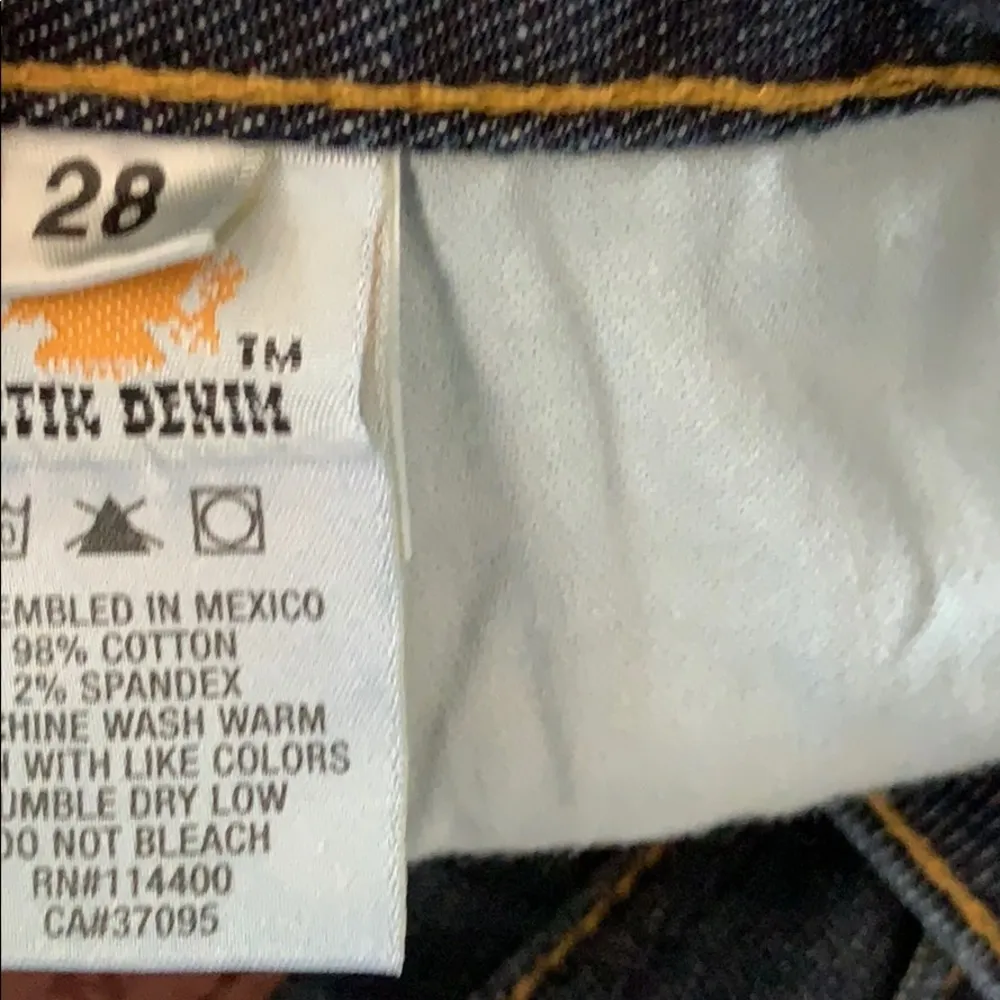 28
TM
TIK DENIM
EMBLED IN MEXICO
98% COTTON
2% SPANDEX
CHINE WASH WARM
WITH LIKE COLORS
UMBLE DRY LOW
DO NOT BLEACH
RN#114400
CA#37095